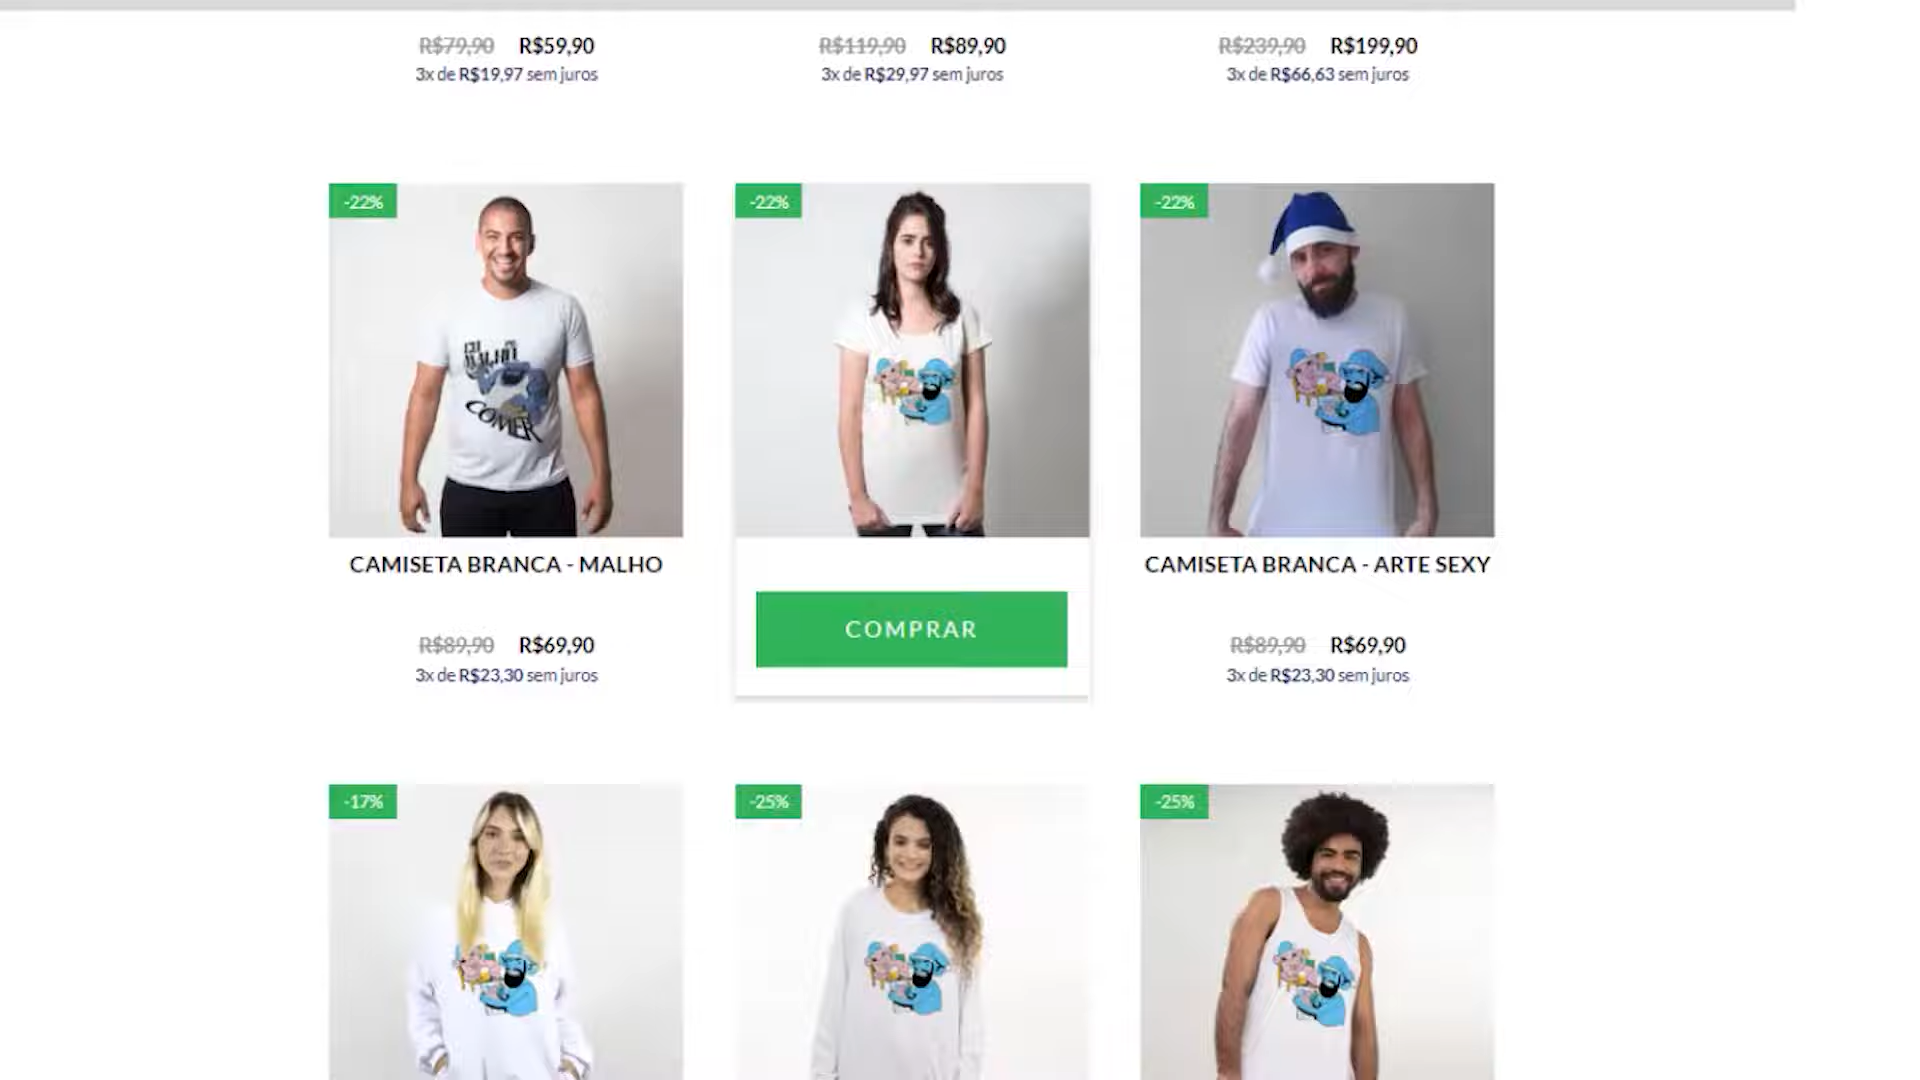 R$79,90 R$59,90
3x de R$19,97 sem juros
R$119,90 R$89,90
3x de R$29,97 sem juros
R$239,90 R$199,90
3x de R$66,63 sem juros
-22%
-22%
-22%
EU
MALHO
COMER
CAMISETA BRANCA - MALHO
R$89,90 R$69,90
3x de R$23,30 sem juros
COMPRAR
CAMISETA BRANCA - ARTE SEXY
R$89,90 R$69,90
3x de R$23,30 sem juros
-17%
-25%
-25%